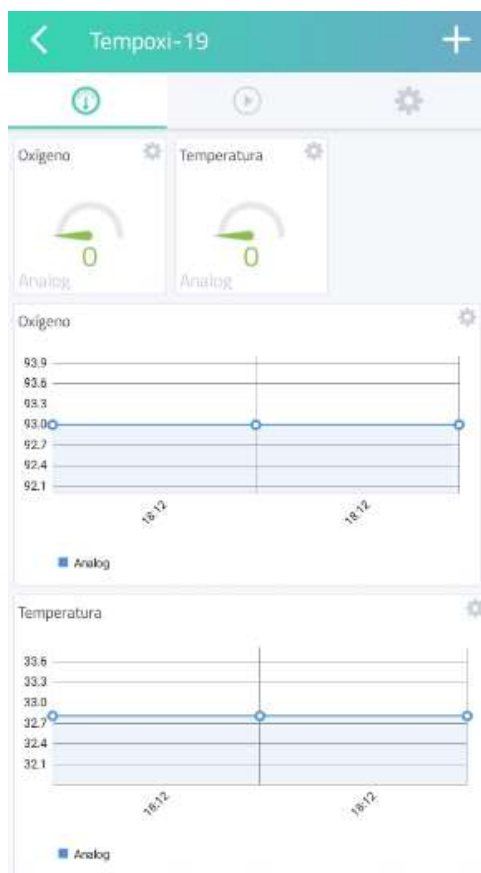 Tempoxi-19
Oxígeno
Temperatura
0
0
Analog
Analog
Oxígeno
93.9
93.6
93.3
93.0
92.7
92.4
92.1
18:12
18:12
Analog
Temperatura
33.6
33.3
33.0
32.7
32.4
32.1
18:12
18:12
Analog